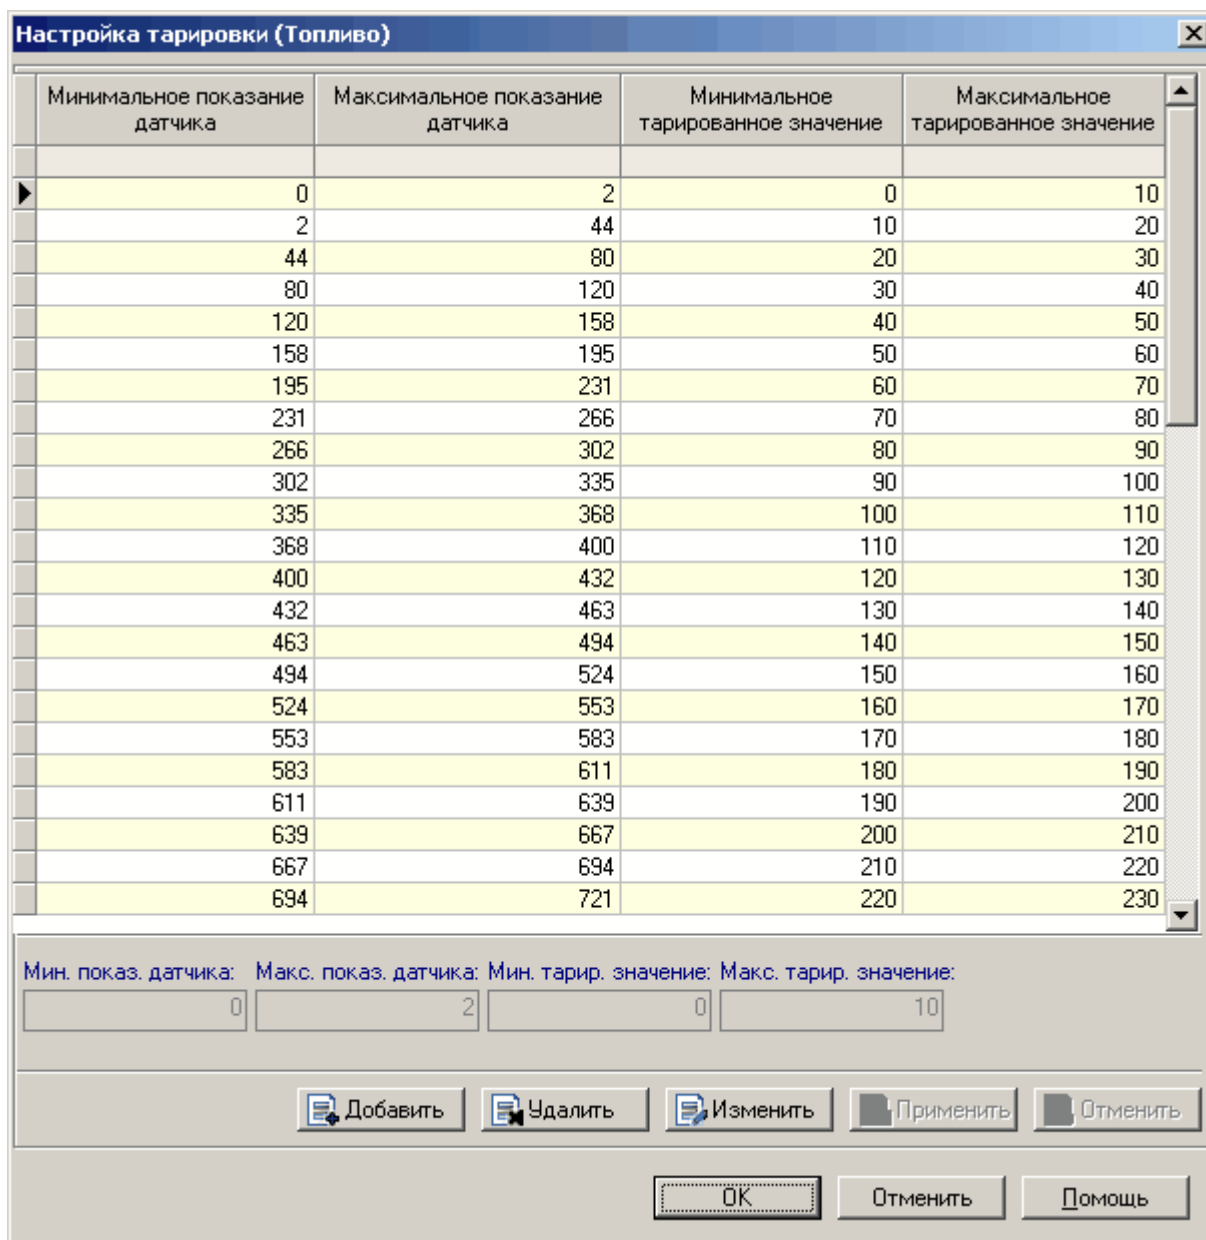 Настройка тарировки (Топливо)
Минимальное показание датчика Максимальное показание датчика Минимальное тарированное значение Максимальное тарированное значение
0 2 0 10
2 44 10 20
44 80 20 30
80 120 30 40
120 158 40 50
158 195 50 60
195 231 60 70
231 266 70 80
266 302 80 90
302 335 90 100
335 368 100 110
368 400 110 120
400 432 120 130
432 463 130 140
463 494 140 150
494 524 150 160
524 553 160 170
553 583 170 180
583 611 180 190
611 639 190 200
639 667 200 210
667 694 210 220
694 721 220 230
Мин. показ. датчика: Макс. показ. датчика: Мин. тарир. значение: Макс. тарир. значение:
0 2 0 10
Добавить Удалить Изменить Применить Отменить
OK Отменить Помощь